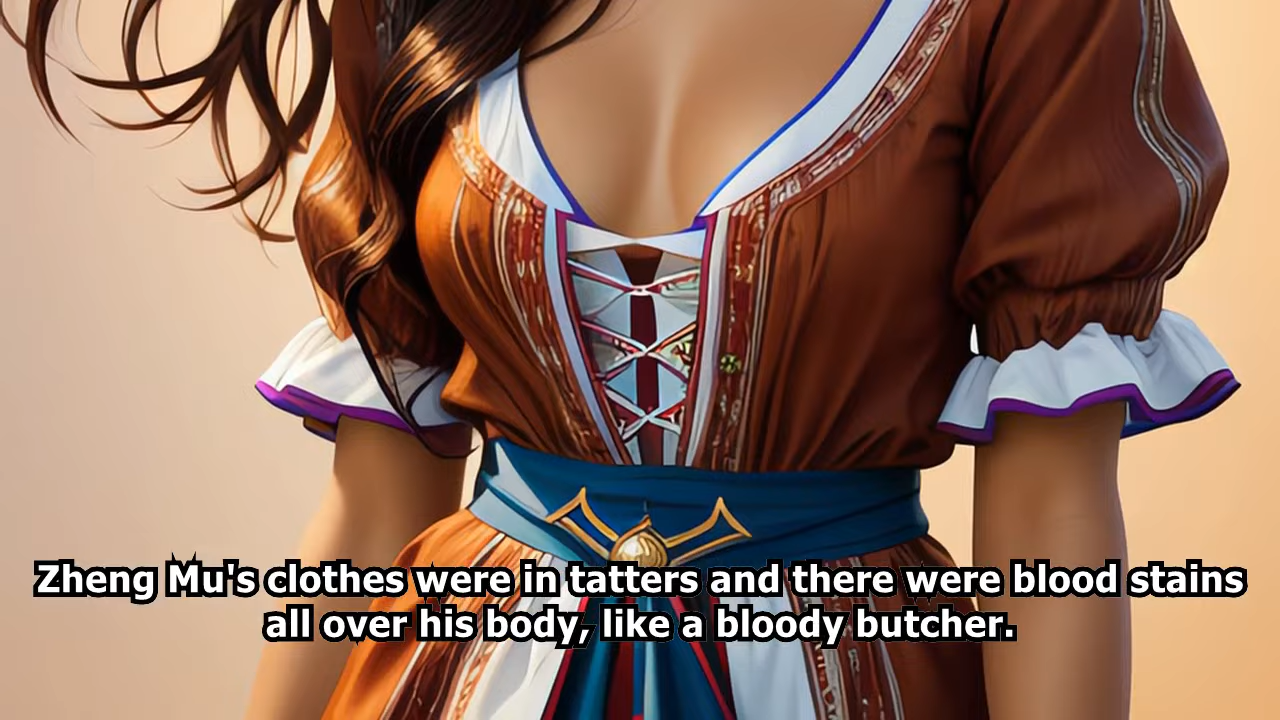 Zheng Mu's clothes were in tatters and there were blood stains
all over his body, like a bloody butcher.